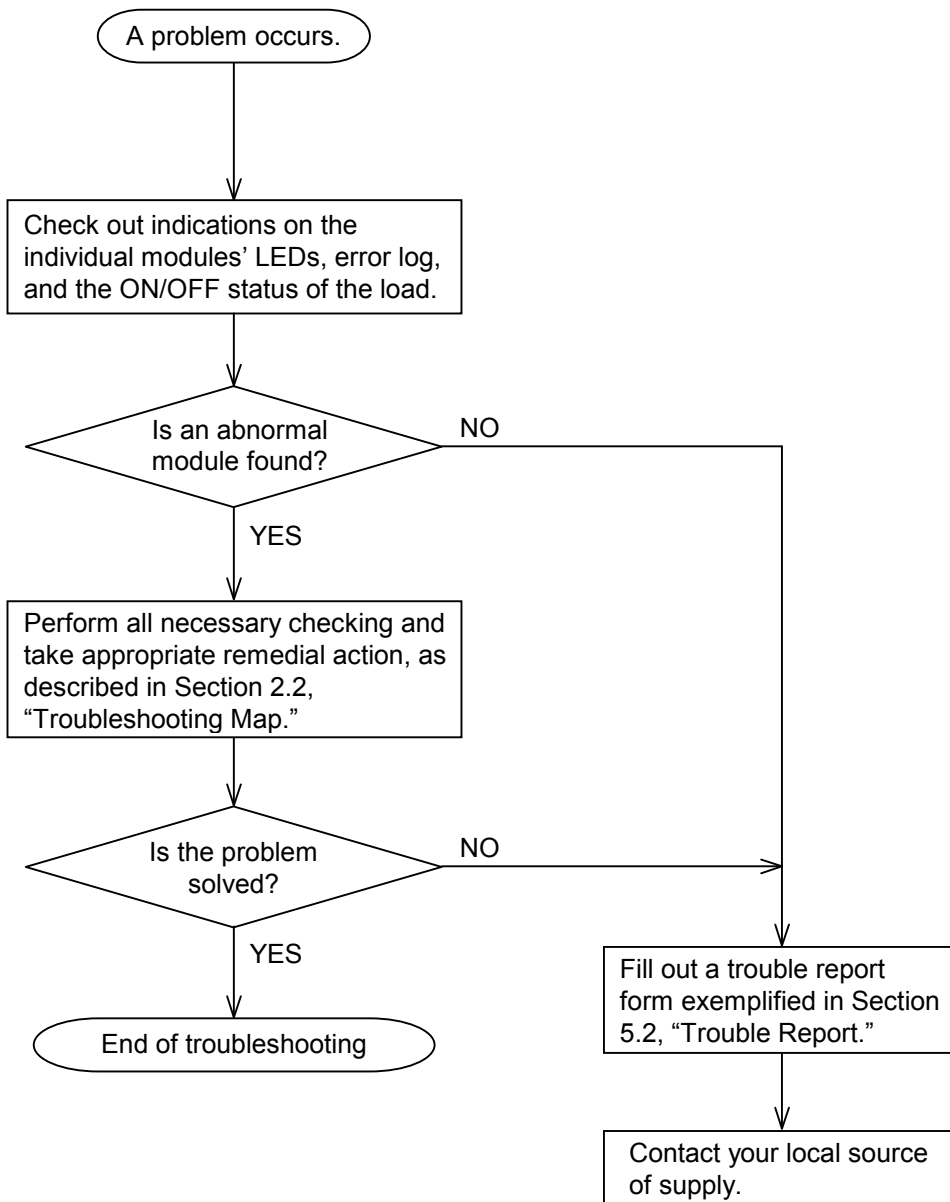 A problem occurs.
Check out indications on the
individual modules’ LEDs, error log,
and the ON/OFF status of the load.
Is an abnormal
module found?
NO
YES
Perform all necessary checking and
take appropriate remedial action, as
described in Section 2.2,
“Troubleshooting Map.”
Is the problem
solved?
NO
YES
End of troubleshooting
Fill out a trouble report
form exemplified in Section
5.2, “Trouble Report.”
Contact your local source
of supply.